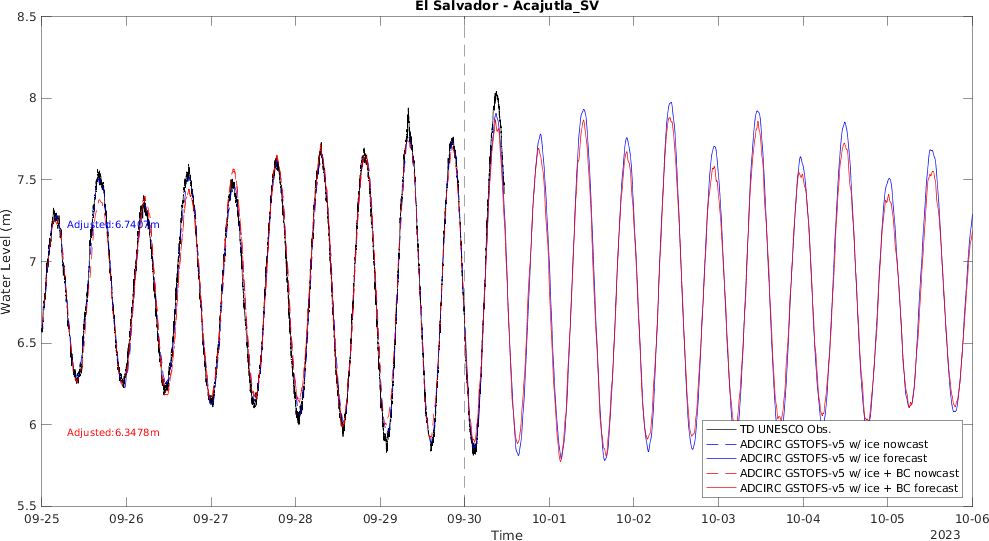 El Salvador - Acajutla_SV
8.5
8
7.5
7
6.5
6
5.5
Water Level (m)
Adjusted:6.7407m
Adjusted:6.3478m
TD UNESCO Obs.
ADCIRC GSTOFS-v5 w/ ice nowcast
ADCIRC GSTOFS-v5 w/ ice forecast
ADCIRC GSTOFS-v5 w/ ice + BC nowcast
ADCIRC GSTOFS-v5 w/ ice + BC forecast
09-25 09-26 09-27 09-28 09-29 09-30 10-01 10-02 10-03 10-04 10-05 10-06
Time
2023